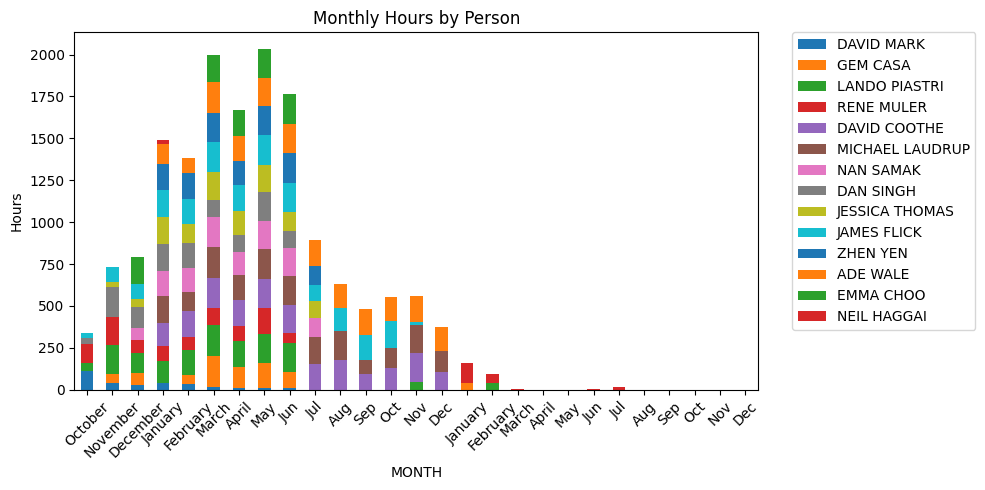 Monthly Hours by Person
Hours
2000
1750
1500
1250
1000
750
500
250
0
October
November
December
January
February
March
April
May
Jun
Jul
Aug
Sep
Oct
Nov
Dec
January
February
March
April
May
Jun
Jul
Aug
Sep
Oct
Nov
Dec
MONTH
DAVID MARK
GEM CASA
LANDO PIASTRI
RENE MULER
DAVID COOTHE
MICHAEL LAUDRUP
NAN SAMAK
DAN SINGH
JESSICA THOMAS
JAMES FLICK
ZHEN YEN
ADE WALE
EMMA CHOO
NEIL HAGGAI